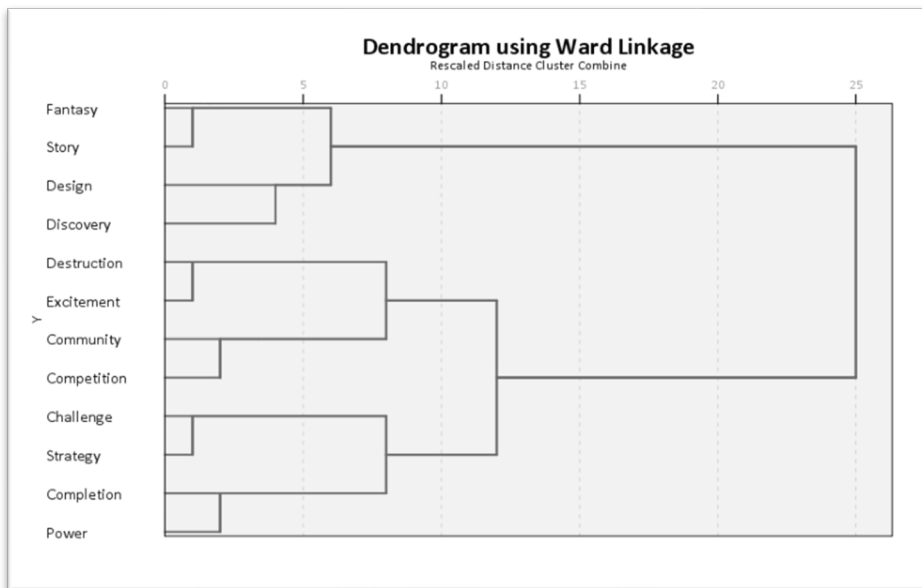 Dendrogram using Ward Linkage
Rescaled Distance Cluster Combine
0 5 10 15 20 25
Fantasy
Story
Design
Discovery
Destruction
Excitement
Y
Community
Competition
Challenge
Strategy
Completion
Power